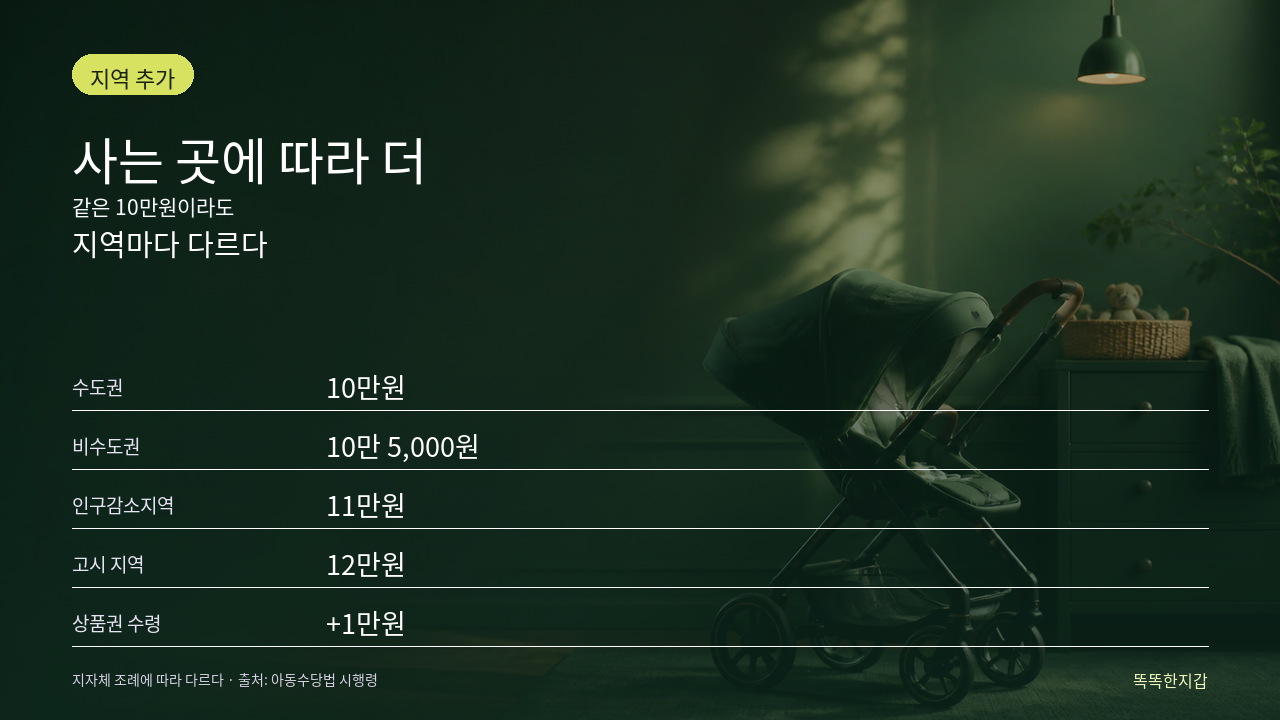 지역 추가
사는 곳에 따라 더
같은 10만원이라도
지역마다 다르다
수도권 10만원
비수도권 10만 5,000원
인구감소지역 11만원
고시 지역 12만원
상품권 수령 +1만원
지자체 조례에 따라 다르다 · 출처: 아동수당법 시행령
똑똑한지갑